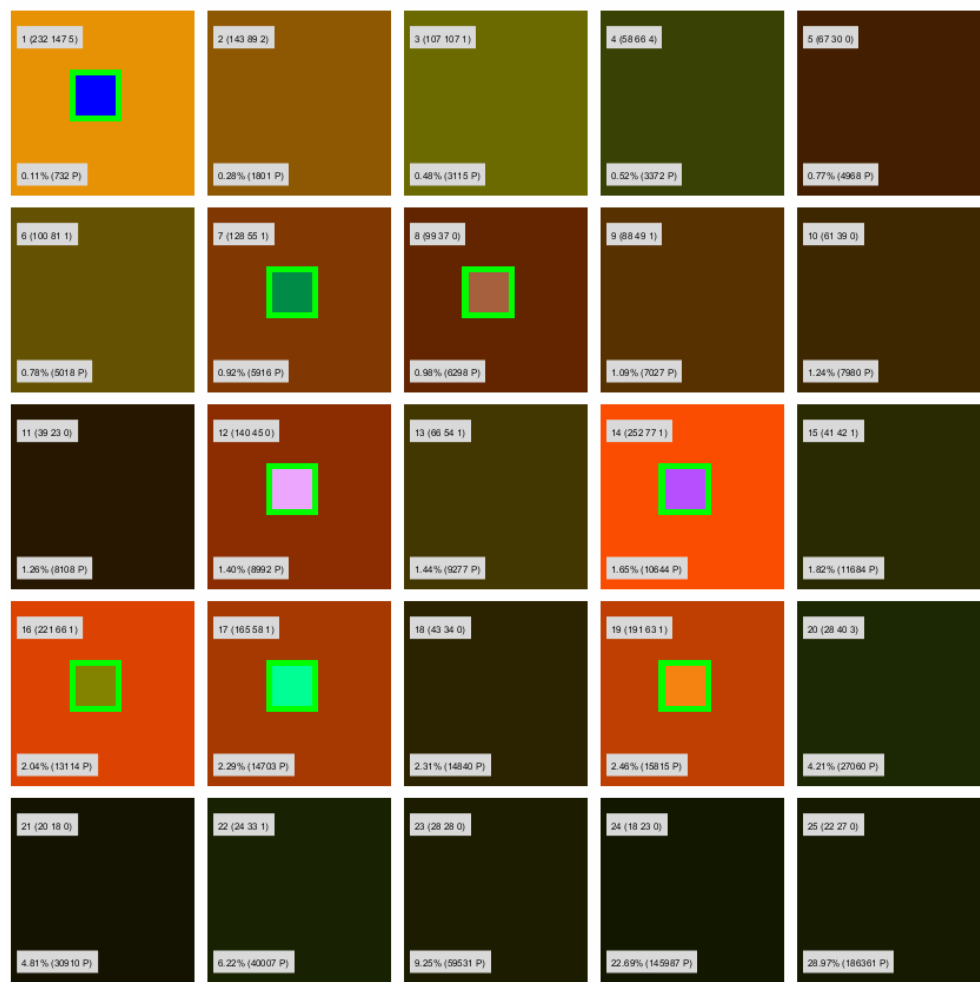 1 (232 147 5)
2 (143 89 2)
3 (107 107 1)
4 (58 66 4)
5 (67 30 0)
0.11% (732 P)
0.28% (1801 P)
0.48% (3115 P)
0.52% (3372 P)
0.77% (4968 P)
6 (100 81 1)
7 (128 55 1)
8 (99 37 0)
9 (88 49 1)
10 (61 39 0)
0.78% (5018 P)
0.92% (5916 P)
0.98% (6298 P)
1.09% (7027 P)
1.24% (7980 P)
11 (39 23 0)
12 (140 45 0)
13 (66 54 1)
14 (252 77 1)
15 (41 42 1)
1.26% (8108 P)
1.40% (8992 P)
1.44% (9277 P)
1.65% (10644 P)
1.82% (11684 P)
16 (221 66 1)
17 (165 58 1)
18 (43 34 0)
19 (191 63 1)
20 (28 40 3)
2.04% (13114 P)
2.29% (14703 P)
2.31% (14840 P)
2.46% (15815 P)
4.21% (27060 P)
21 (20 18 0)
22 (24 33 1)
23 (28 28 0)
24 (18 23 0)
25 (22 27 0)
4.81% (30910 P)
6.22% (40007 P)
9.25% (59531 P)
22.69% (145987 P)
28.97% (186361 P)